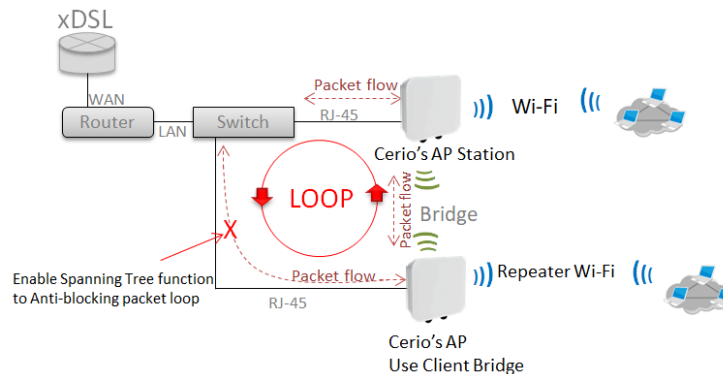 xDSL
WAN
Router
LAN
Switch
RJ-45
Packet flow
Wi-Fi
Cerio's AP Station
LOOP
Packet flow
Bridge
X
Enable Spanning Tree function
to Anti-blocking packet loop
Packet flow
RJ-45
Repeater Wi-Fi
Cerio's AP
Use Client Bridge